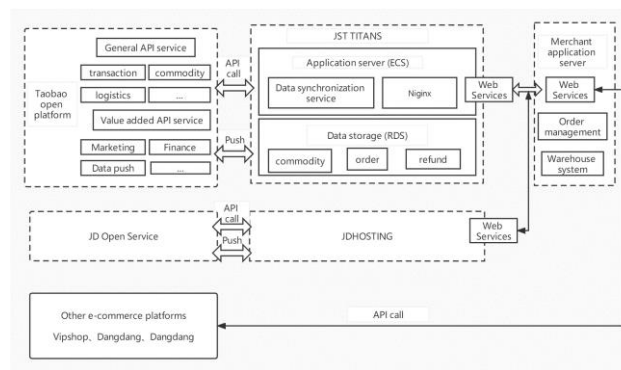 Taobao
open
platform
General API service
transaction
commodity
logistics
...
Value added API service
Marketing
Finance
Data push
...
API
call
Push
JST TITANS
Application server (ECS)
Data synchronization
service
Niginx
Data storage (RDS)
commodity
order
refund
Web
Services
Merchant
application
server
Web
Services
Order
management
Warehouse
system
JD Open Service
API
call
Push
JDHOSTING
Web
Services
Other e-commerce platforms
Vipshop、Dangdang、Dangdang
API call